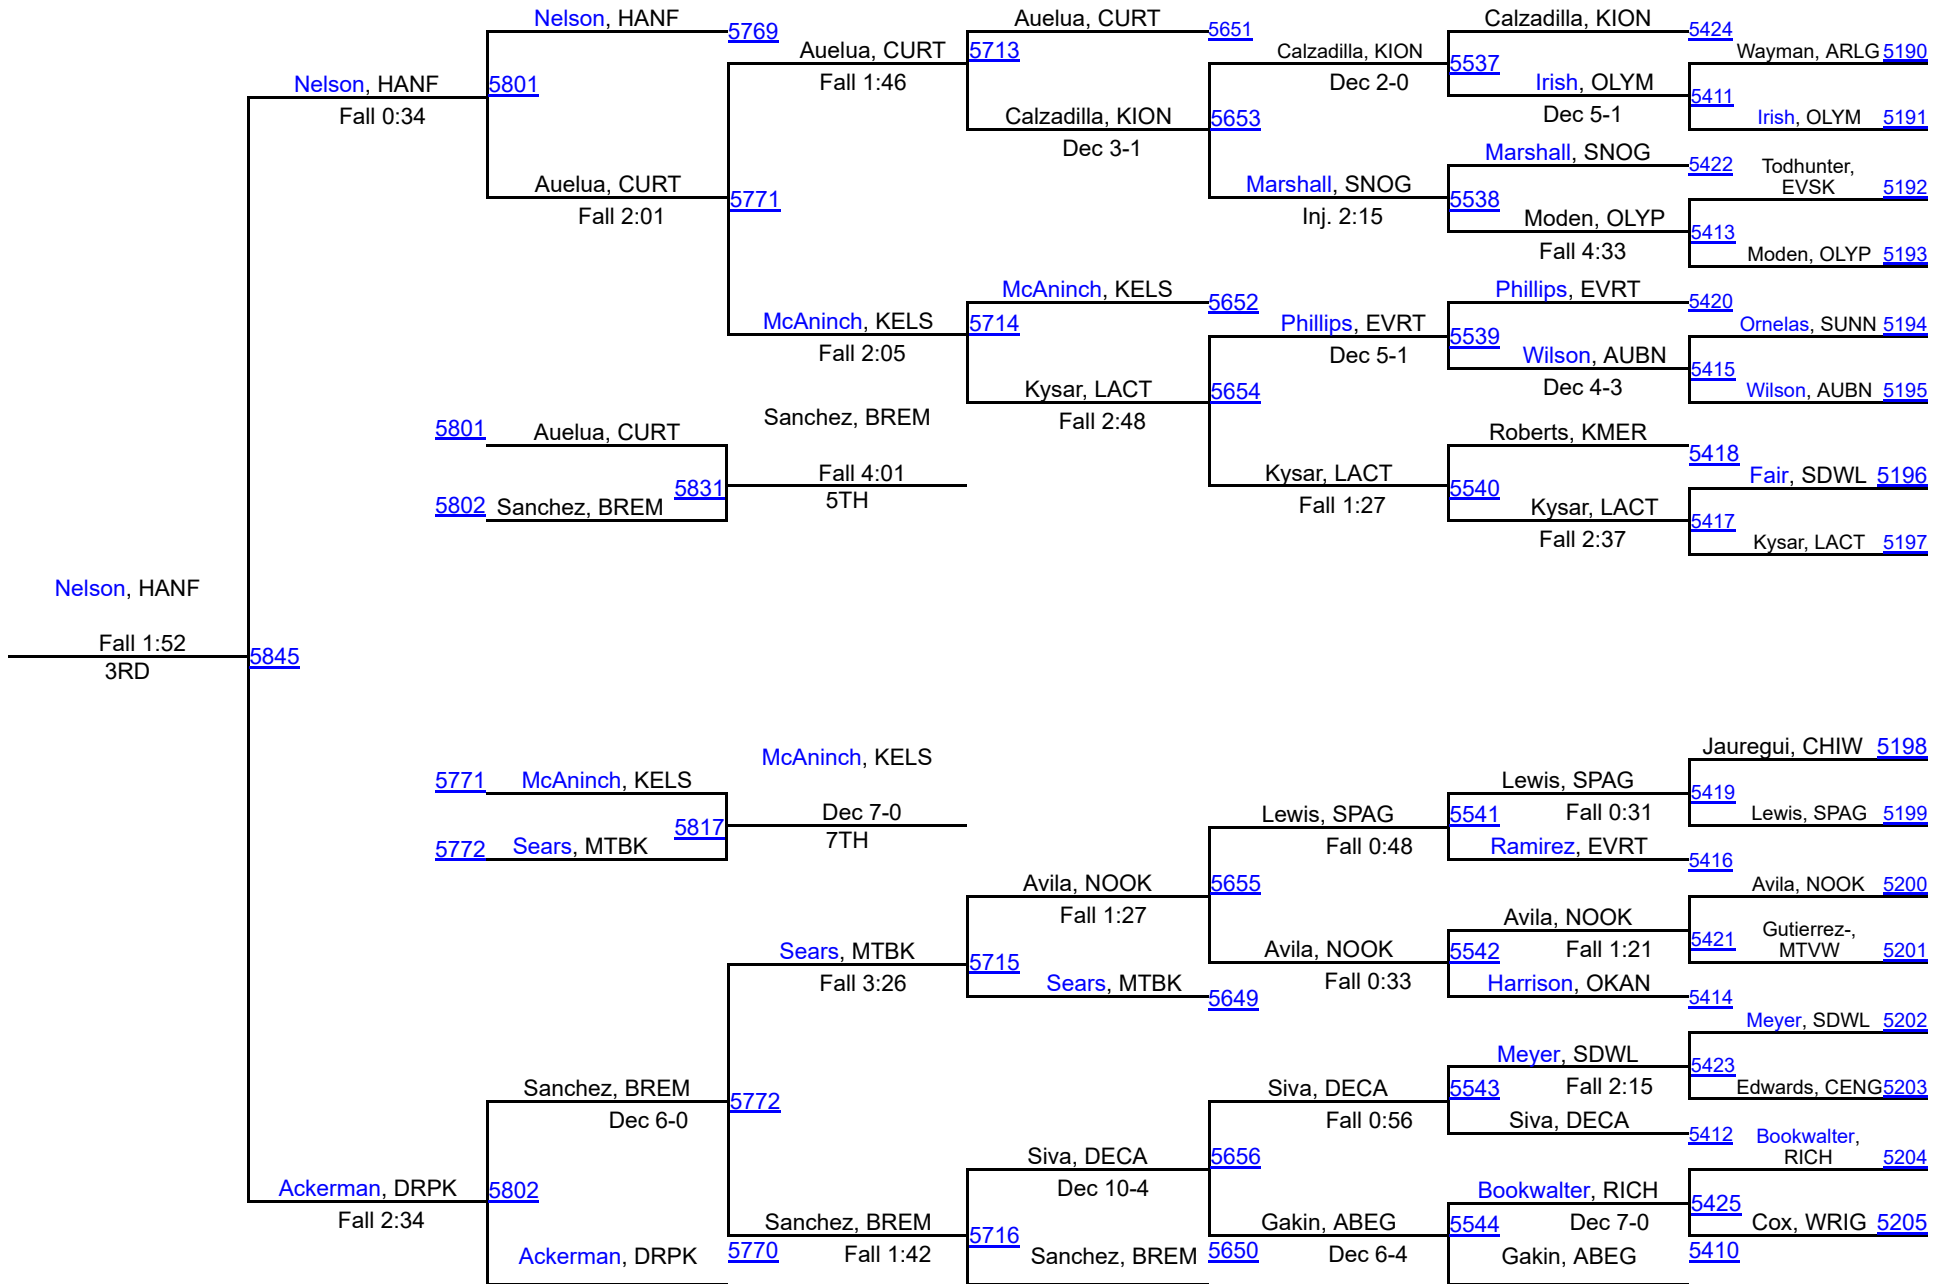 Nelson, HANF
5769
Auelua, CURT
5651
Calzadilla, KION
5424
Auelua, CURT
5713
Fall 1:46
Calzadilla, KION
Dec 2-0
5537
Wayman, ARLG 5190
Nelson, HANF
5801
Fall 0:34
Irish, OLYM
5411
Dec 5-1
Irish, OLYM 5191
Calzadilla, KION
5653
Dec 3-1
Marshall, SNOG
5422
Todhunter,
EVSK 5192
Auelua, CURT
5771
Fall 2:01
Marshall, SNOG
5538
Inj. 2:15
Moden, OLYP
5413
Fall 4:33
Moden, OLYP 5193
McAninch, KELS
5652
Phillips, EVRT
5420
McAninch, KELS
5714
Fall 2:05
Phillips, EVRT
5539
Dec 5-1
Ornelas, SUNN 5194
Wilson, AUBN
5415
Dec 4-3
Wilson, AUBN 5195
Kysar, LACT
5654
Fall 2:48
Sanchez, BREM
5801 Auelua, CURT
Roberts, KMER
5418
Fall 4:01
5831
5TH
5802 Sanchez, BREM
Kysar, LACT
5540
Fall 1:27
Fair, SDWL 5196
Kysar, LACT
5417
Fall 2:37
Kysar, LACT 5197
Nelson, HANF
Fall 1:52
5845
3RD
Jauregui, CHIW 5198
McAninch, KELS
5771 McAninch, KELS
Lewis, SPAG
5419
Fall 0:31
Dec 7-0
5817
7TH
Lewis, SPAG
5541
Fall 0:48
Lewis, SPAG 5199
5772 Sears, MTBK
Ramirez, EVRT
5416
Avila, NOOK
5655
Fall 1:27
Avila, NOOK 5200
Avila, NOOK
5421
Fall 1:21
Gutierrez-,
MTVW 5201
Sears, MTBK
5715
Fall 3:26
Avila, NOOK
5542
Fall 0:33
Sears, MTBK
5649
Harrison, OKAN
5414
Meyer, SDWL 5202
Meyer, SDWL
5423
Fall 2:15
Sanchez, BREM
5772
Dec 6-0
Siva, DECA
5543
Fall 0:56
Edwards, CENG 5203
Siva, DECA
5412
Bookwalter,
RICH 5204
Siva, DECA
5656
Dec 10-4
Ackerman, DRPK
5802
Fall 2:34
Bookwalter, RICH
5425
Dec 7-0
Sanchez, BREM
5716
Fall 1:42
Gakin, ABEG
5544
Dec 6-4
Cox, WRIG 5205
Ackerman, DRPK
5770
Sanchez, BREM
5650
Gakin, ABEG
5410